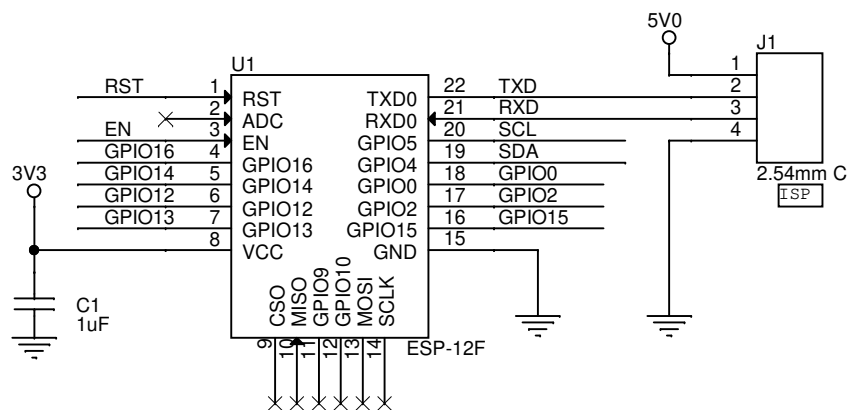 5V0
J1
U1
RST 1 RST TXD0 22 TXD 1
2 ADC RXD0 21 RXD 2
EN 3 EN GPIO5 20 SCL 3
GPIO16 4 GPIO16 GPIO4 19 SDA 4
GPIO14 5 GPIO14 GPIO0 18 GPIO0
GPIO12 6 GPIO12 GPIO2 17 GPIO2
GPIO13 7 GPIO13 GPIO15 16 GPIO15
8 VCC GND 15
3V3
2.54mm C
ISP
C1
1uF
CSO MISO GPIO9 GPIO10 MOSI SCLK
9 10 11 12 13 14
ESP-12F